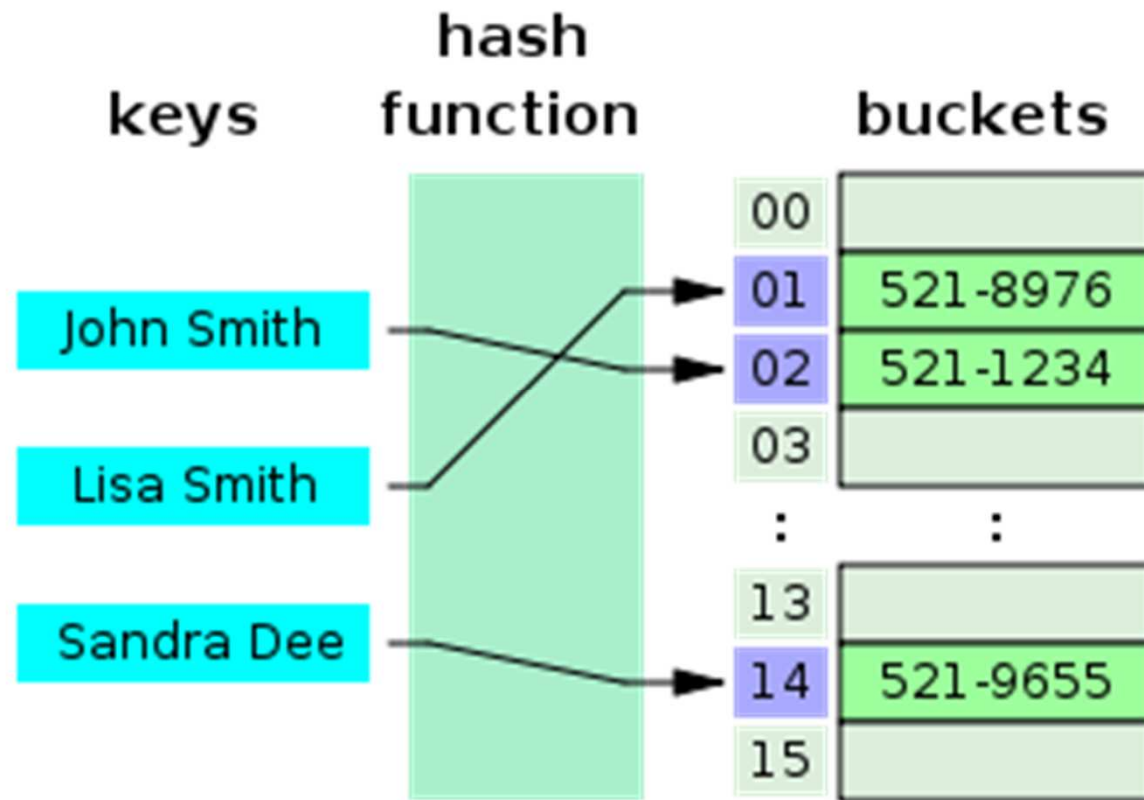 hash
keys function buckets
00
01 521-8976
John Smith
02 521-1234
03
Lisa Smith
: :
13
Sandra Dee
14 521-9655
15